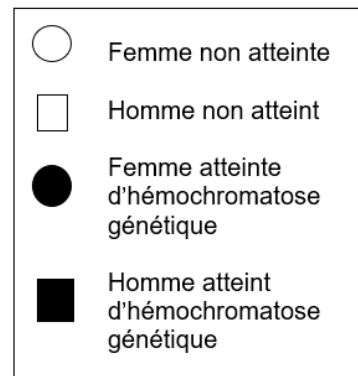 Femme non atteinte
Homme non atteint
Femme atteinte
d'hémochromatose
génétique
Homme atteint
d'hémochromatose
génétique